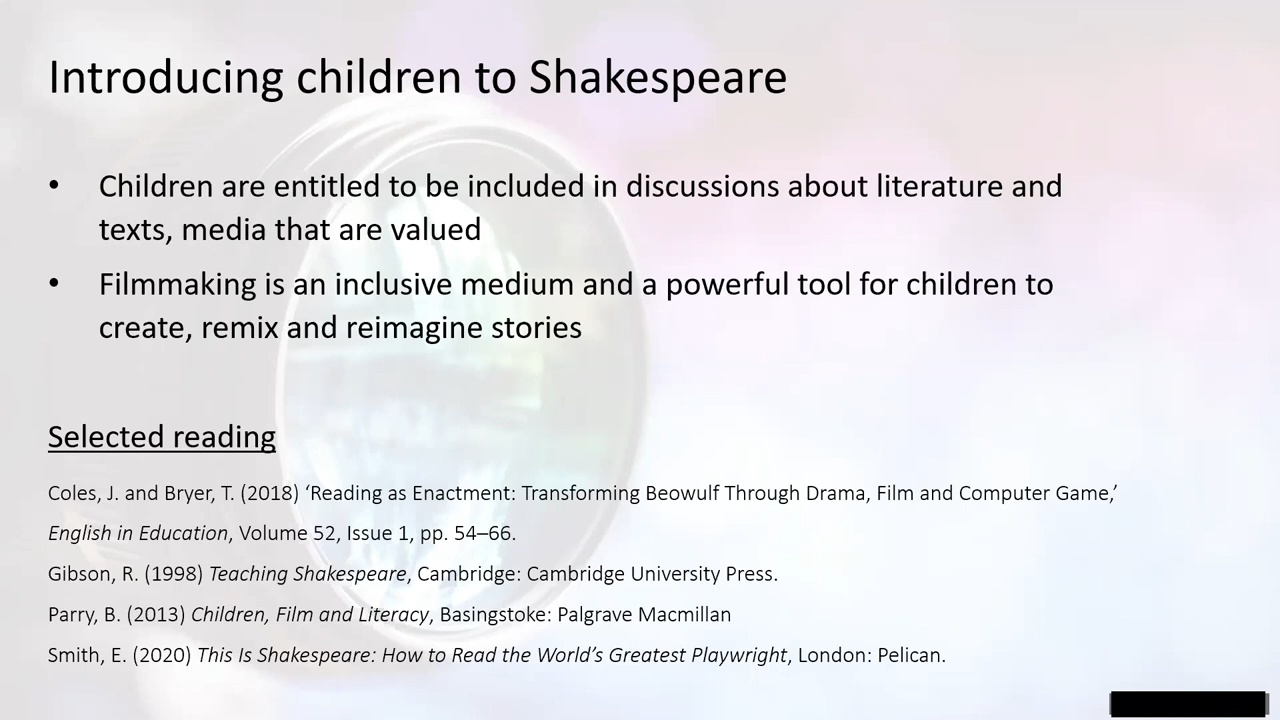 Introducing children to Shakespeare
• Children are entitled to be included in discussions about literature and
texts, media that are valued
• Filmmaking is an inclusive medium and a powerful tool for children to
create, remix and reimagine stories
Selected reading
Coles, J. and Bryer, T. (2018) ‘Reading as Enactment: Transforming Beowulf Through Drama, Film and Computer Game,’
English in Education, Volume 52, Issue 1, pp. 54–66.
Gibson, R. (1998) Teaching Shakespeare, Cambridge: Cambridge University Press.
Parry, B. (2013) Children, Film and Literacy, Basingstoke: Palgrave Macmillan
Smith, E. (2020) This Is Shakespeare: How to Read the World’s Greatest Playwright, London: Pelican.